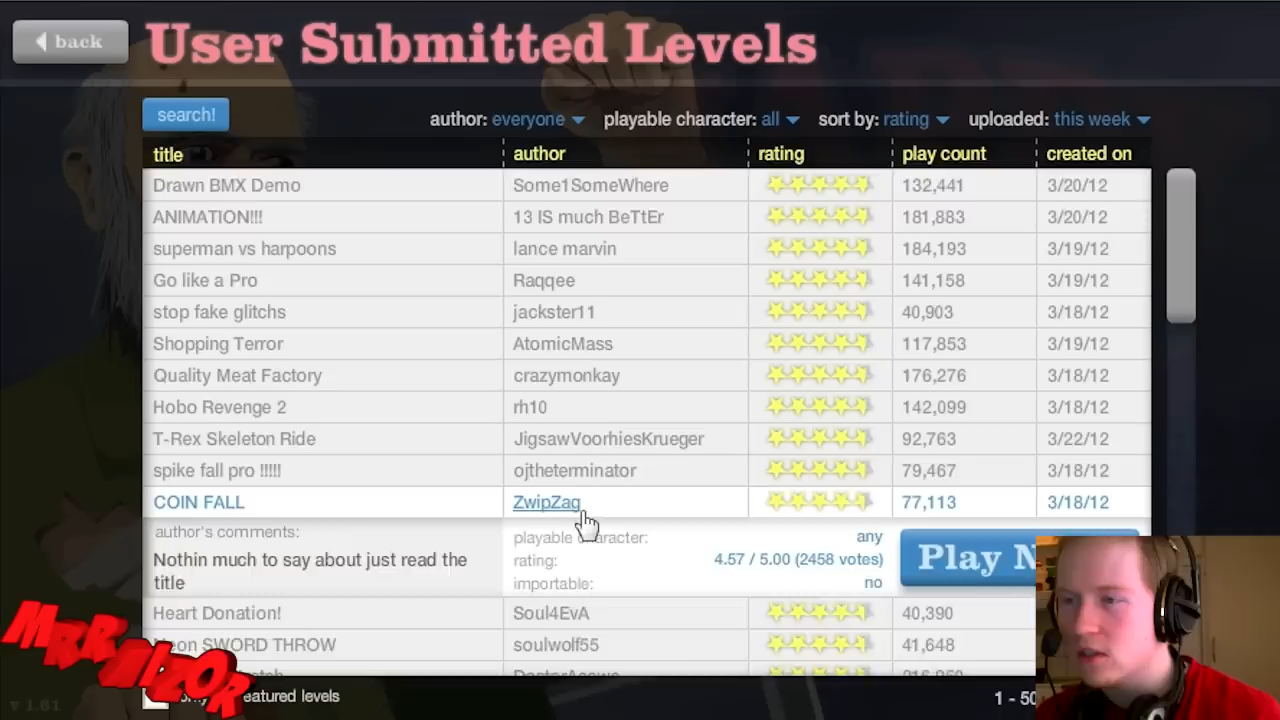 back
User Submitted Levels
search!
author: everyone playable character: all sort by: rating uploaded: this week
title author rating play count created on
Drawn BMX Demo Some1SomeWhere 132,441 3/20/12
ANIMATION!!! 13 IS much BeTtEr 181,883 3/20/12
superman vs harpoons lance marvin 184,193 3/19/12
Go like a Pro Raqqee 141,158 3/19/12
stop fake glitchs jackster11 40,903 3/18/12
Shopping Terror AtomicMass 117,853 3/19/12
Quality Meat Factory crazymonkay 176,276 3/18/12
Hobo Revenge 2 rh10 142,099 3/18/12
T-Rex Skeleton Ride JigsawVoorhiesKrueger 92,763 3/22/12
spike fall pro !!!!! ojtheterminator 79,467 3/18/12
COIN FALL ZwipZag 77,113 3/18/12
author's comments:
Nothin much to say about just read the
title
playable character: any
rating: 4.57 / 5.00 (2458 votes)
importable: no
Play N
Heart Donation! Soul4EvA 40,390
eon SWORD THROW soulwolf55 41,648
eatured levels
1 - 50
v 1.61